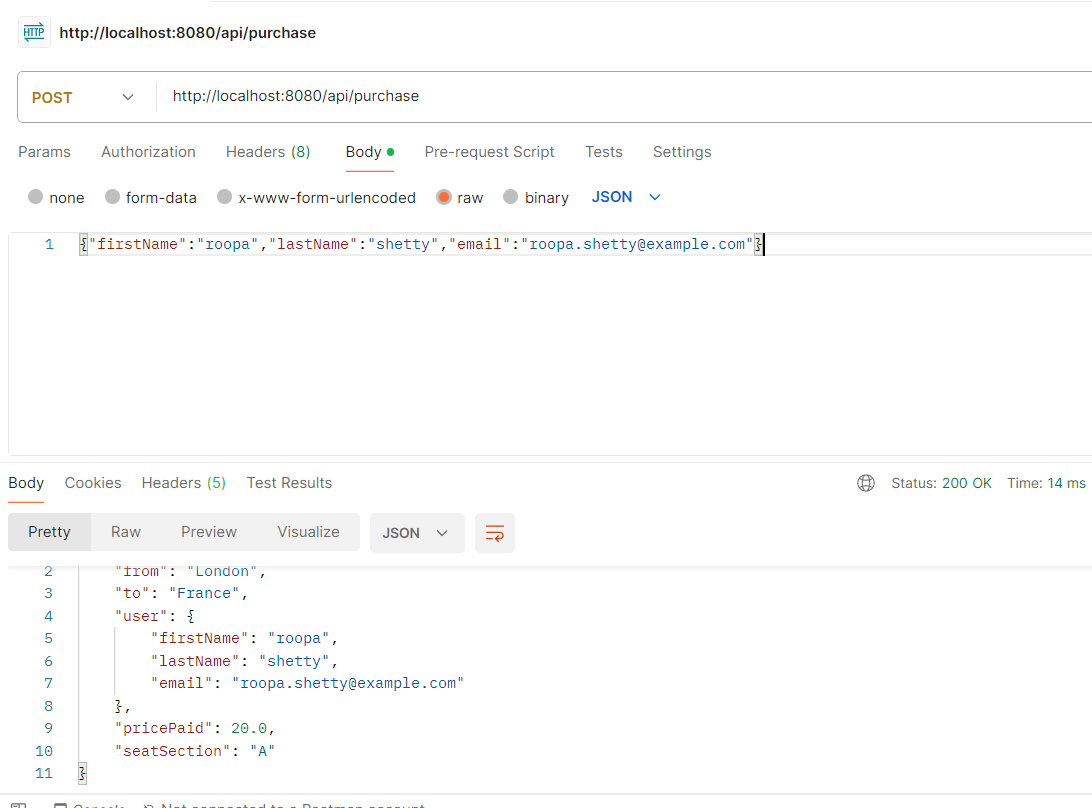 HTTP http://localhost:8080/api/purchase
POST http://localhost:8080/api/purchase
Params Authorization Headers (8) Body Pre-request Script Tests Settings
none form-data x-www-form-urlencoded raw binary JSON
1 {"firstName":"roopa","lastName":"shetty","email":"roopa.shetty@example.com"}
Body Cookies Headers (5) Test Results Status: 200 OK Time: 14 ms
Pretty Raw Preview Visualize JSON
2 "from": "London",
3 "to": "France",
4 "user": {
5 "firstName": "roopa",
6 "lastName": "shetty",
7 "email": "roopa.shetty@example.com"
8 },
9 "pricePaid": 20.0,
10 "seatSection": "A"
11 }
Console Not connected to a Postman account